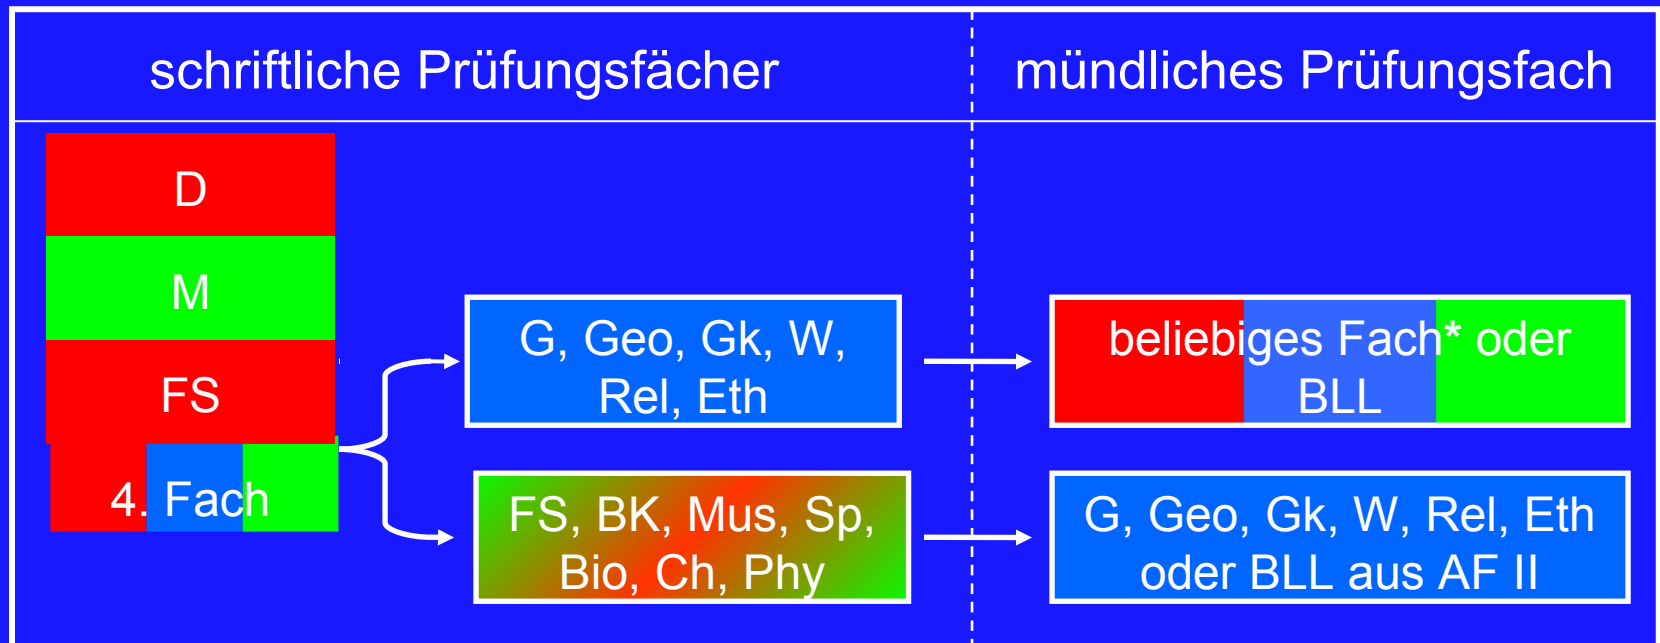 schriftliche Prüfungsfächer
mündliches Prüfungsfach
D
M
FS
4. Fach
G, Geo, Gk, W,
Rel, Eth
beliebiges Fach* oder
BLL
FS, BK, Mus, Sp,
Bio, Ch, Phy
G, Geo, Gk, W, Rel, Eth
oder BLL aus AF II